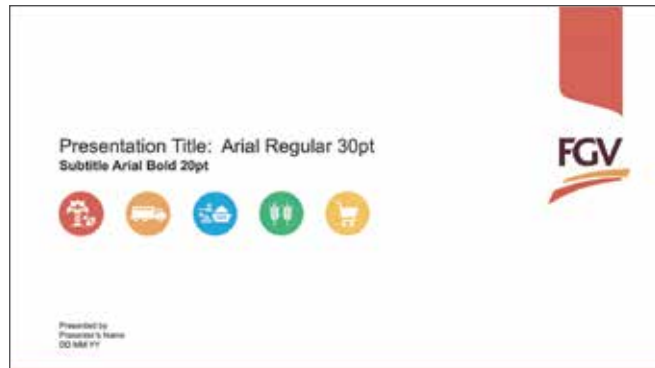 Presentation Title: Arial Regular 30pt
Subtitle Arial Bold 20pt
FGV
Presented by
Presenter's Name
DD MM YY